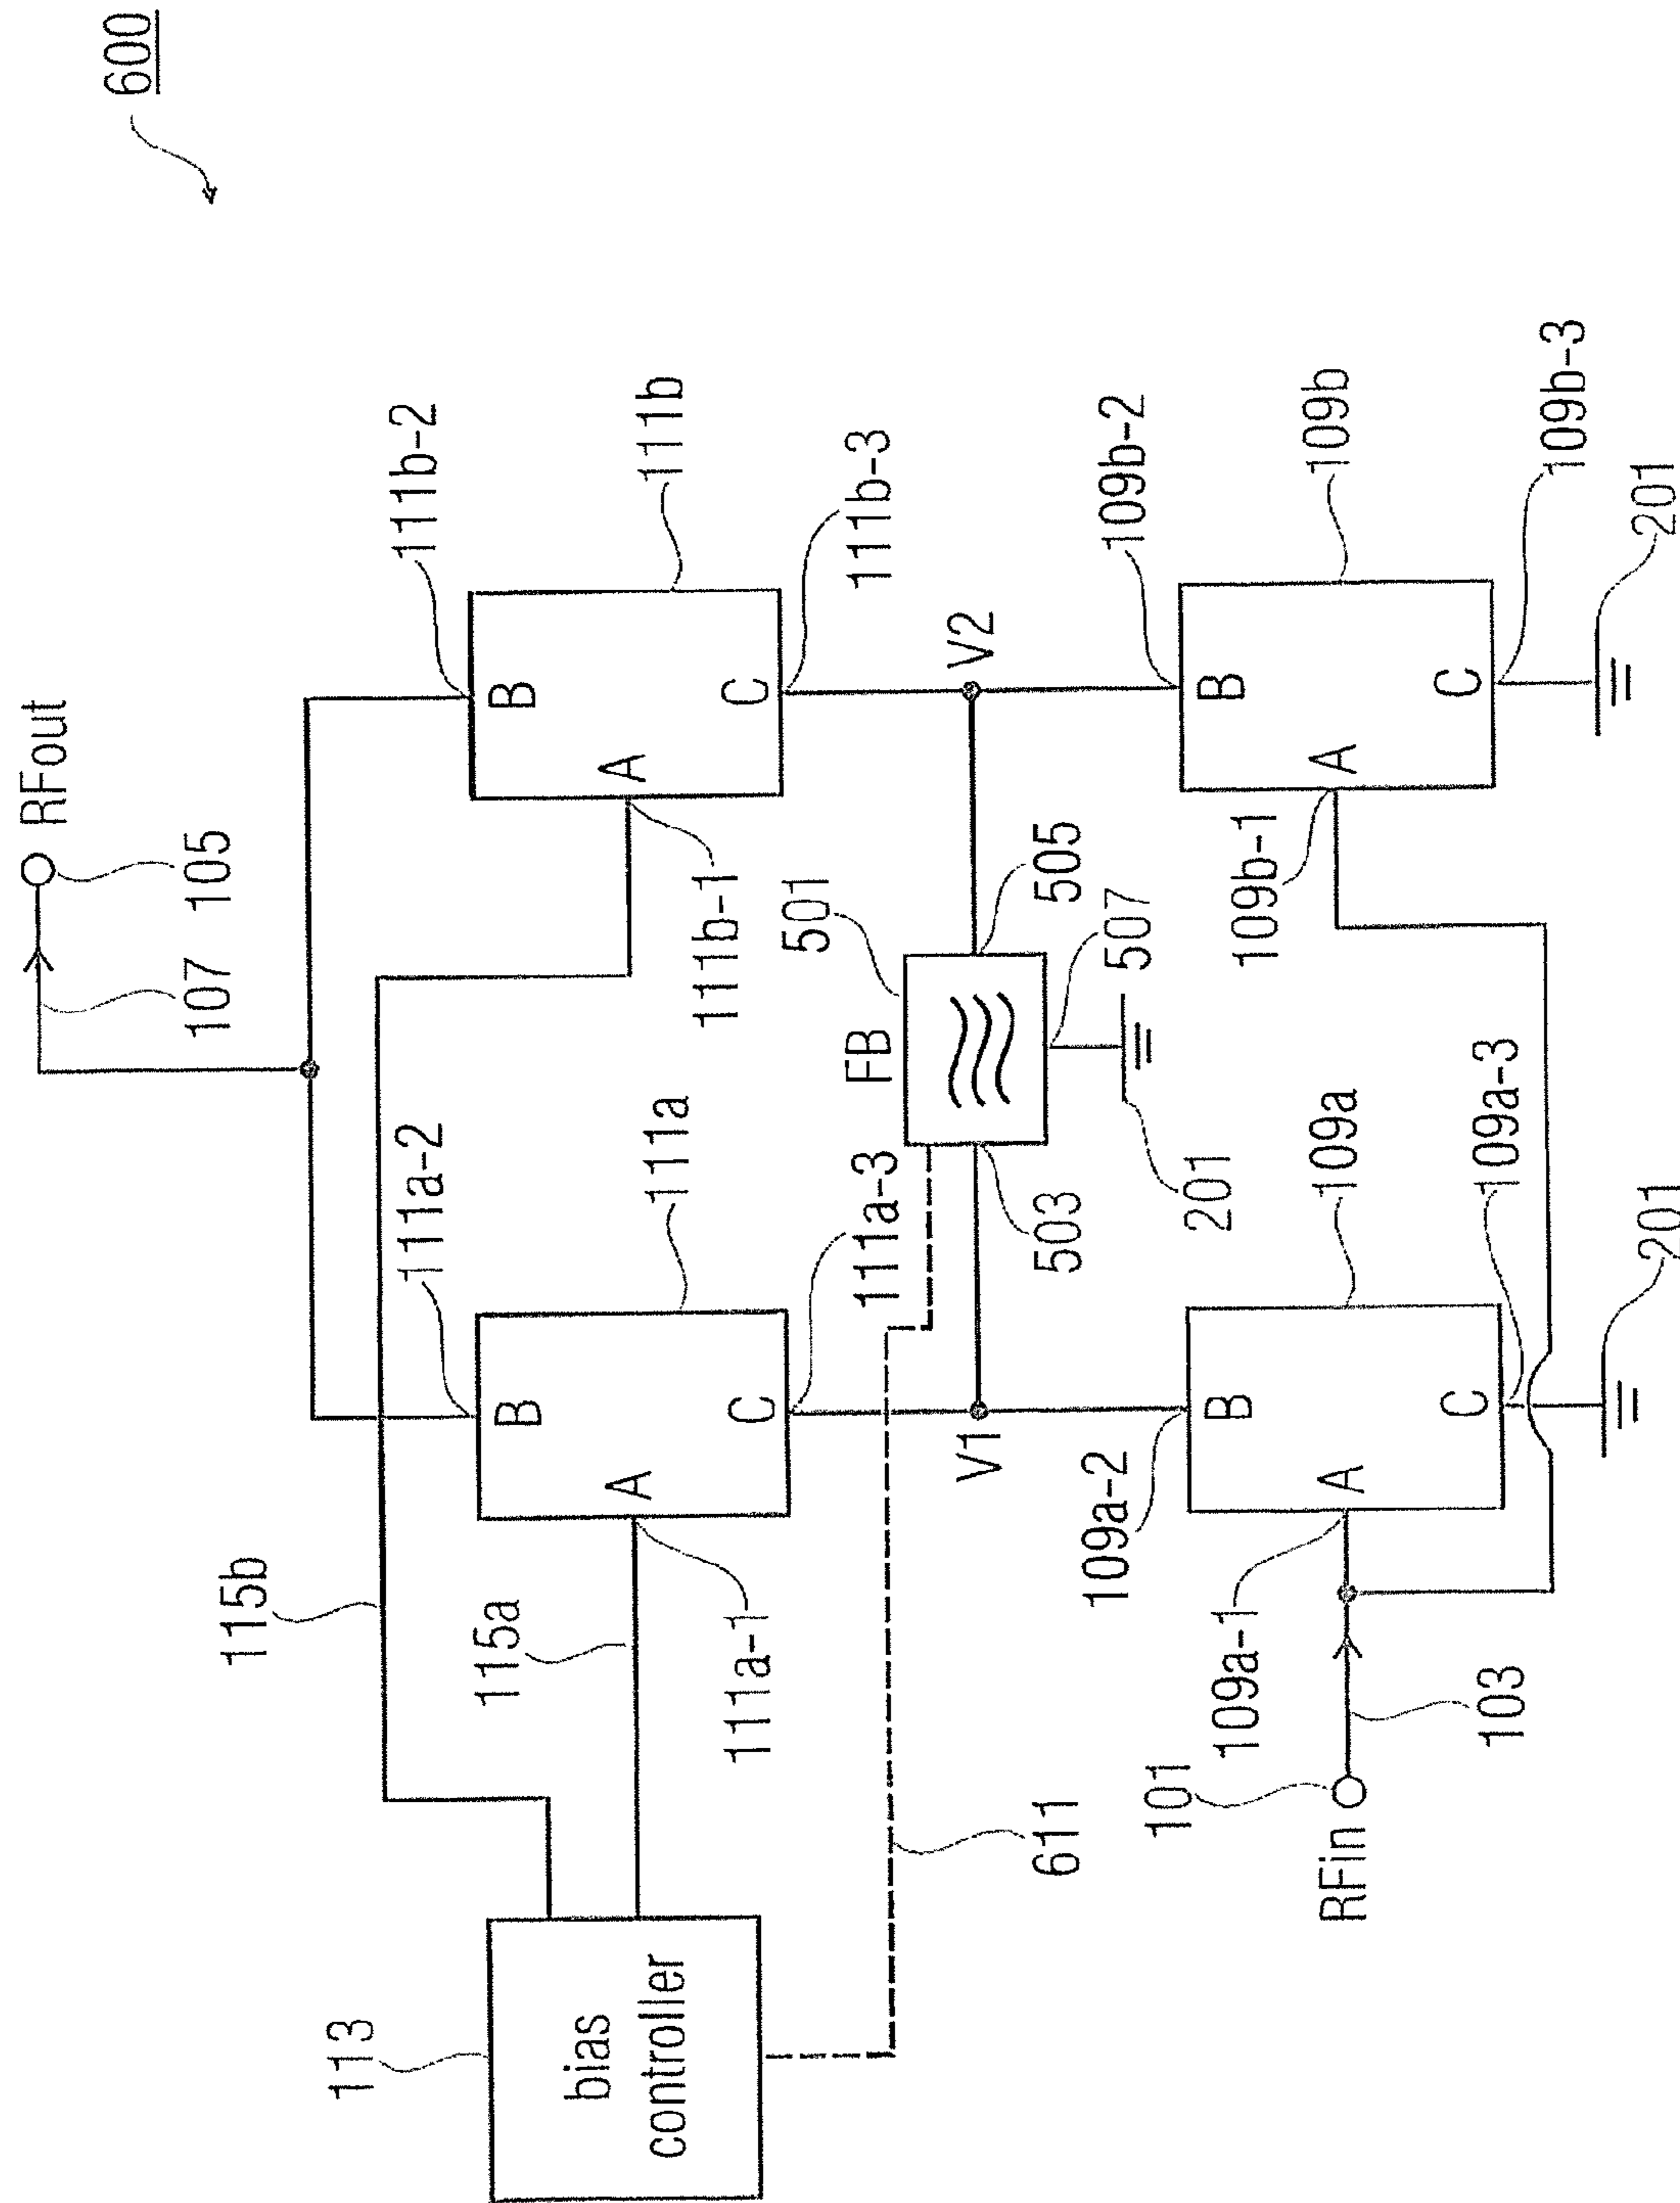 600
RFout
105
107
111b-2
111b
111b-3
111b-1
B
A
C
111a-2
111a
111a-3
111a-1
B
A
C
115b
115a
113
bias
controller
611
V2
V1
501
FB
505
507
503
201
109b-2
109b
109b-3
109b-1
B
A
C
201
109a-2
109a
109a-3
109a-1
B
A
C
201
101
RFin
103